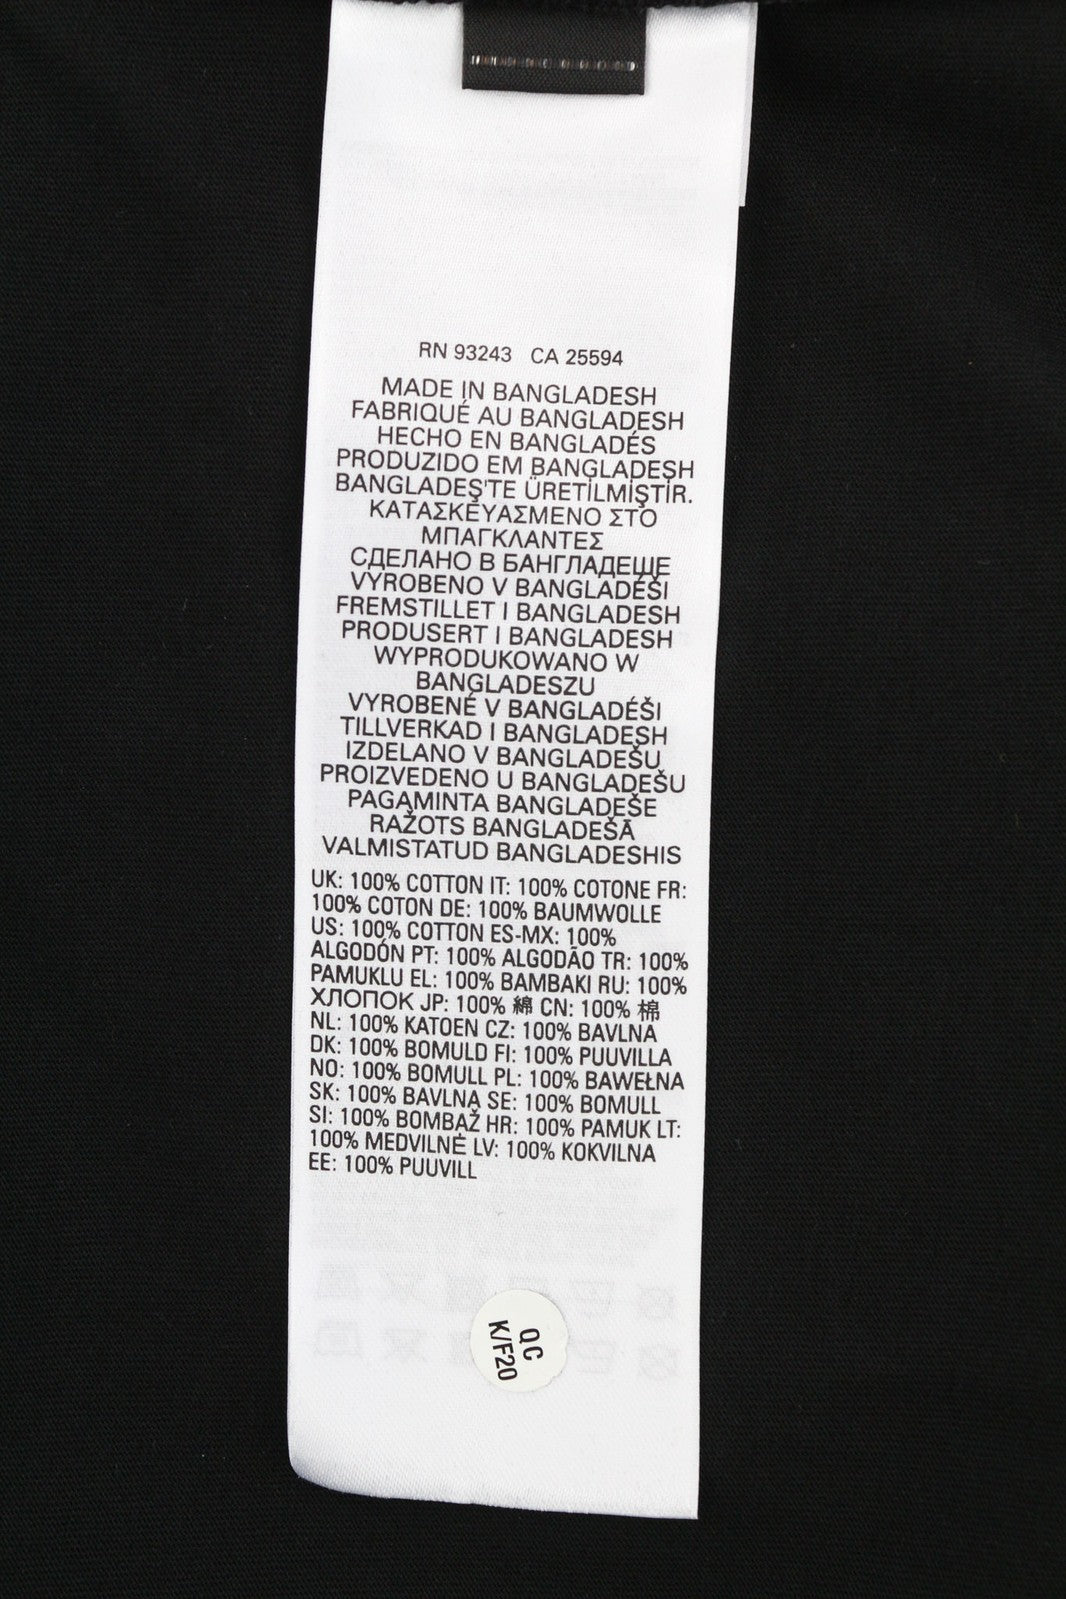 RN 93243 CA 25594
MADE IN BANGLADESH
FABRIQUÉ AU BANGLADESH
HECHO EN BANGLADÉS
PRODUZIDO EM BANGLADESH
BANGLADEŞ'TE ÜRETİLMİŞTİR.
ΚΑΤΑΣΚΕΥΑΣΜΕΝΟ ΣΤΟ
ΜΠΑΓΚΛΑΝΤΕΣ
СДЕЛАНО В БАНГЛАДЕШЕ
VYROBENO V BANGLADÉŠI
FREMSTILLET I BANGLADESH
PRODUSERT I BANGLADESH
WYPRODUKOWANO W
BANGLADESZU
VYROBENÉ V BANGLADÉŠI
TILLVERKAD I BANGLADESH
IZDELANO V BANGLADEŠU
PROIZVEDENO U BANGLADEŠU
PAGAMINTA BANGLADEŠE
RAŽOTS BANGLADEŠĀ
VALMISTATUD BANGLADESHIS
UK: 100% COTTON IT: 100% COTONE FR:
100% COTON DE: 100% BAUMWOLLE
US: 100% COTTON ES-MX: 100%
ALGODÓN PT: 100% ALGODÃO TR: 100%
PAMUKLU EL: 100% ΒΑΜΒΑΚΙ RU: 100%
ХЛОПОК JP: 100% 綿 CN: 100% 棉
NL: 100% KATOEN CZ: 100% BAVLNA
DK: 100% BOMULD FI: 100% PUUVILLA
NO: 100% BOMULL PL: 100% BAWEŁNA
SK: 100% BAVLNA SE: 100% BOMULL
SI: 100% BOMBAŽ HR: 100% PAMUK LT:
100% MEDVILNĖ LV: 100% KOKVILNA
EE: 100% PUUVILL
QC
K/F20